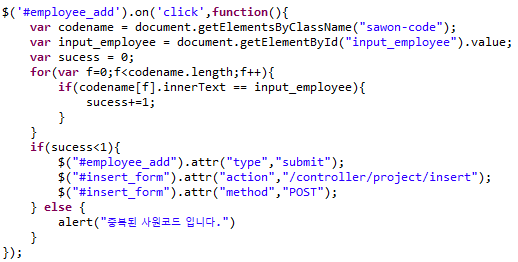 $('#employee_add').on('click',function(){
    var codename = document.getElementsByClassName("sawon-code");
    var input_employee = document.getElementById("input_employee").value;
    var sucess = 0;
    for(var f=0;f<codename.length;f++){
        if(codename[f].innerText == input_employee){
            sucess+=1;
        }
    }
    if(sucess<1){
        $("#employee_add").attr("type","submit");
        $("#insert_form").attr("action","/controller/project/insert");
        $("#insert_form").attr("method","POST");
    } else {
        alert("중복된 사원코드 입니다.")
    }
});